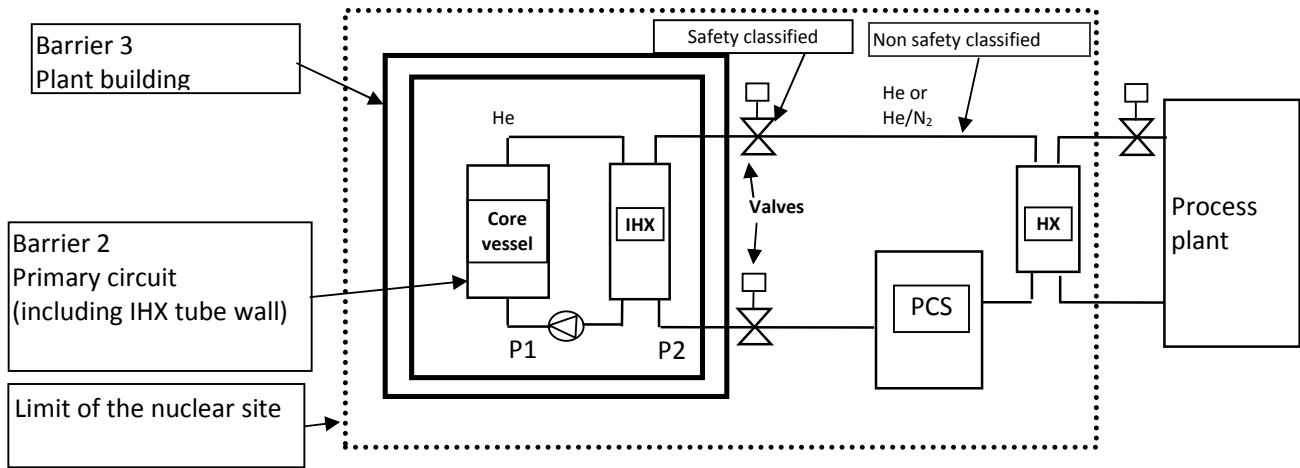 Barrier 3
Plant building
Safety classified
Non safety classified
He
He or
He/N₂
Core
vessel
IHX
Valves
HX
Process
plant
Barrier 2
Primary circuit
(including IHX tube wall)
PCS
P1
P2
Limit of the nuclear site